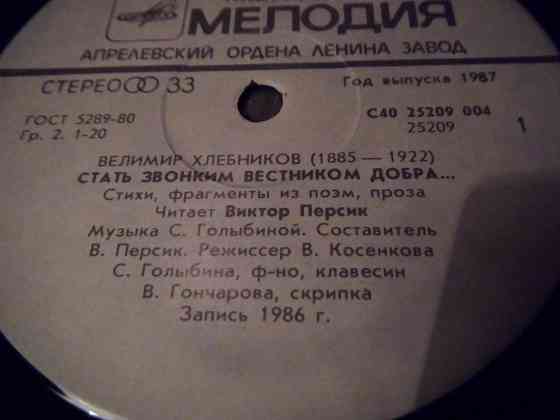 МЕЛОДИЯ
АПРЕЛЕВСКИЙ ОРДЕНА ЛЕНИНА ЗАВОД
СТЕРЕО 33
Год выпуска 1987
ГОСТ 5289-80
Гр. 2. 1-20
С40 25209 004
25209
1
ВЕЛИМИР ХЛЕБНИКОВ (1885 — 1922)
СТАТЬ ЗВОНКИМ ВЕСТНИКОМ ДОБРА...
Стихи, фрагменты из поэм, проза
Читает Виктор Персик
Музыка С. Голыбиной. Составитель
В. Персик. Режиссер В. Косенкова
С. Голыбина, ф-но, клавесин
В. Гончарова, скрипка
Запись 1986 г.